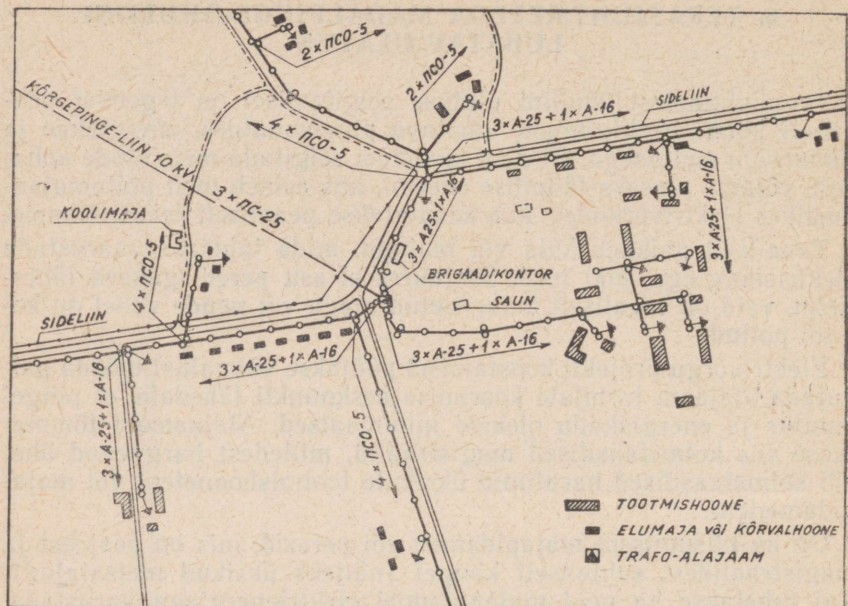 2×ПСО-5
2×ПСО-5
KÕRGEPINGE-LIIN 10 kV.
3×ПС-25
4×ПСО-5
3×A-25+1×A-16
SIDELIIN
KOOLIMAJA
4×ПСО-5
3×A25+1×A-16
3×A25+1×A-16
BRIGAADIKONTOR
SAUN
SIDELIIN
3×A-25+1×A-16
3×A-25+1×A-16
3×A-25+1×A-16
4×ПСО-5
TOOTMISHOONE
ELUMAJA või KÕRVALHOONE
TRAFO-ALAJAAM